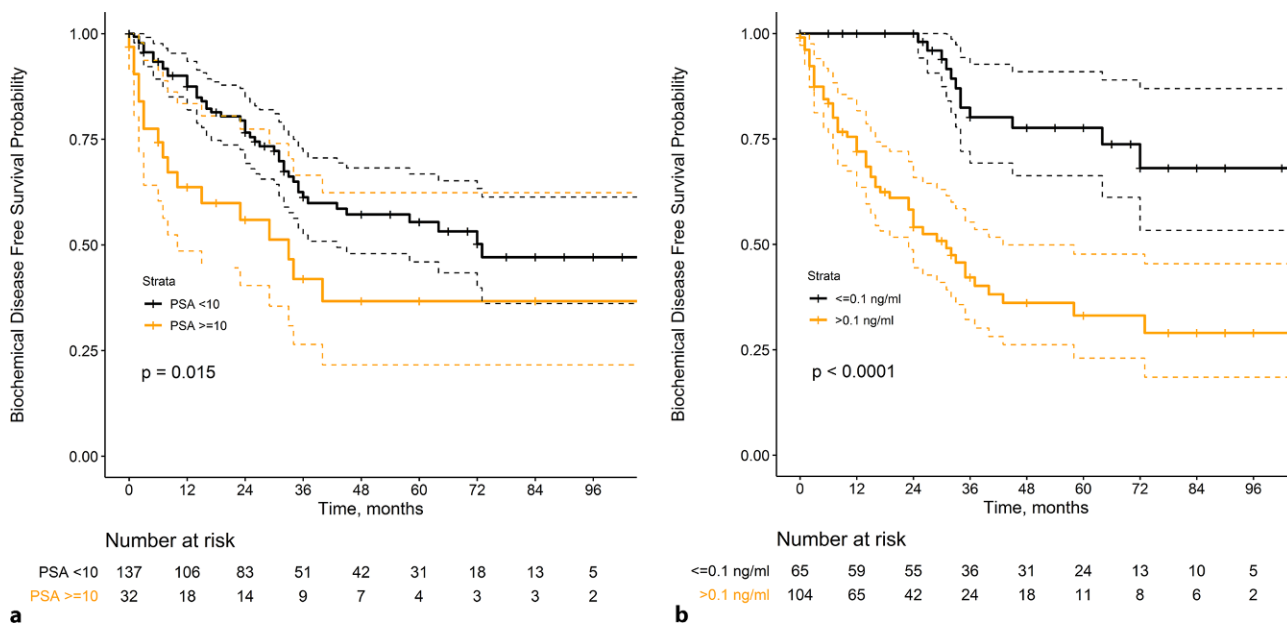 Biochemical Disease Free Survival Probability
1.00
0.75
0.50
0.25
0.00
Strata
PSA <10
PSA >=10
p = 0.015
0 12 24 36 48 60 72 84 96
Time, months
Number at risk
PSA <10 137 106 83 51 42 31 18 13 5
PSA >=10 32 18 14 9 7 4 3 3 2
a
Biochemical Disease Free Survival Probability
1.00
0.75
0.50
0.25
0.00
Strata
<=0.1 ng/ml
>0.1 ng/ml
p < 0.0001
0 12 24 36 48 60 72 84 96
Time, months
Number at risk
<=0.1 ng/ml 65 59 55 36 31 24 13 10 5
>0.1 ng/ml 104 65 42 24 18 11 8 6 2
b